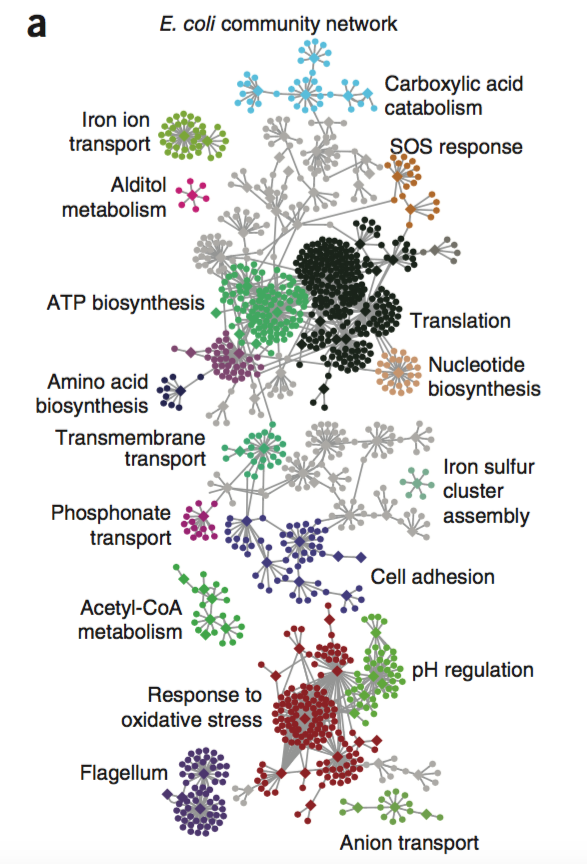 a
E. coli community network
Carboxylic acid
catabolism
Iron ion
transport
SOS response
Alditol
metabolism
ATP biosynthesis
Translation
Nucleotide
biosynthesis
Amino acid
biosynthesis
Transmembrane
transport
Iron sulfur
cluster
assembly
Phosphonate
transport
Cell adhesion
Acetyl-CoA
metabolism
pH regulation
Response to
oxidative stress
Flagellum
Anion transport